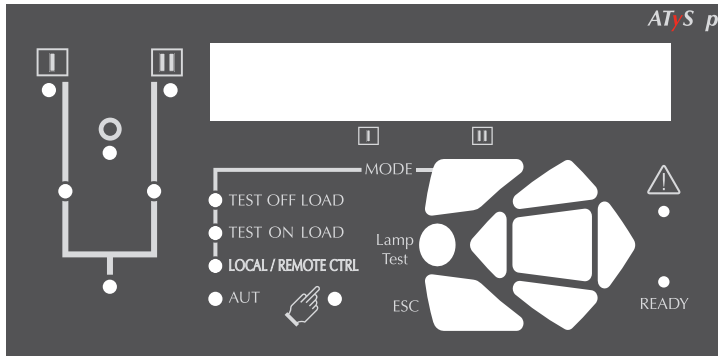 ATyS p
I II
I II
MODE
TEST OFF LOAD
TEST ON LOAD
Lamp
Test
LOCAL / REMOTE CTRL
AUT
ESC
READY